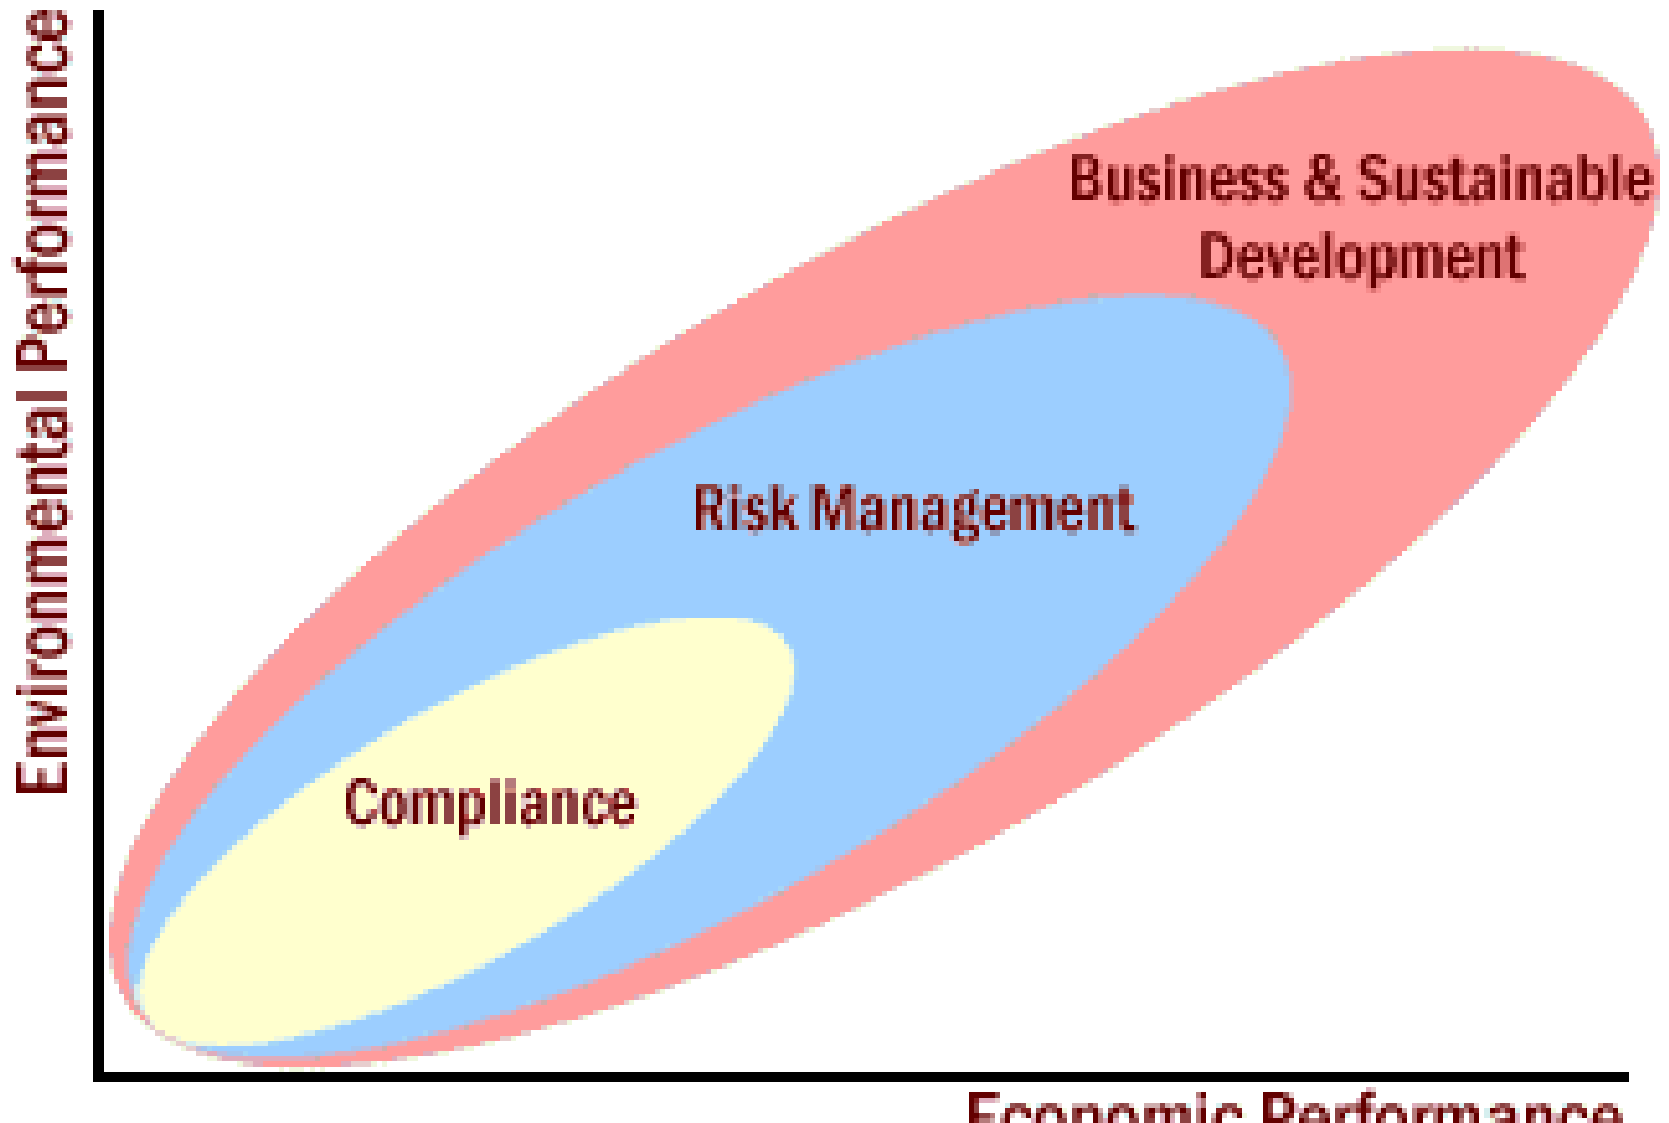 Environmental Performance
Business & Sustainable
Development
Risk Management
Compliance
Economic Performance